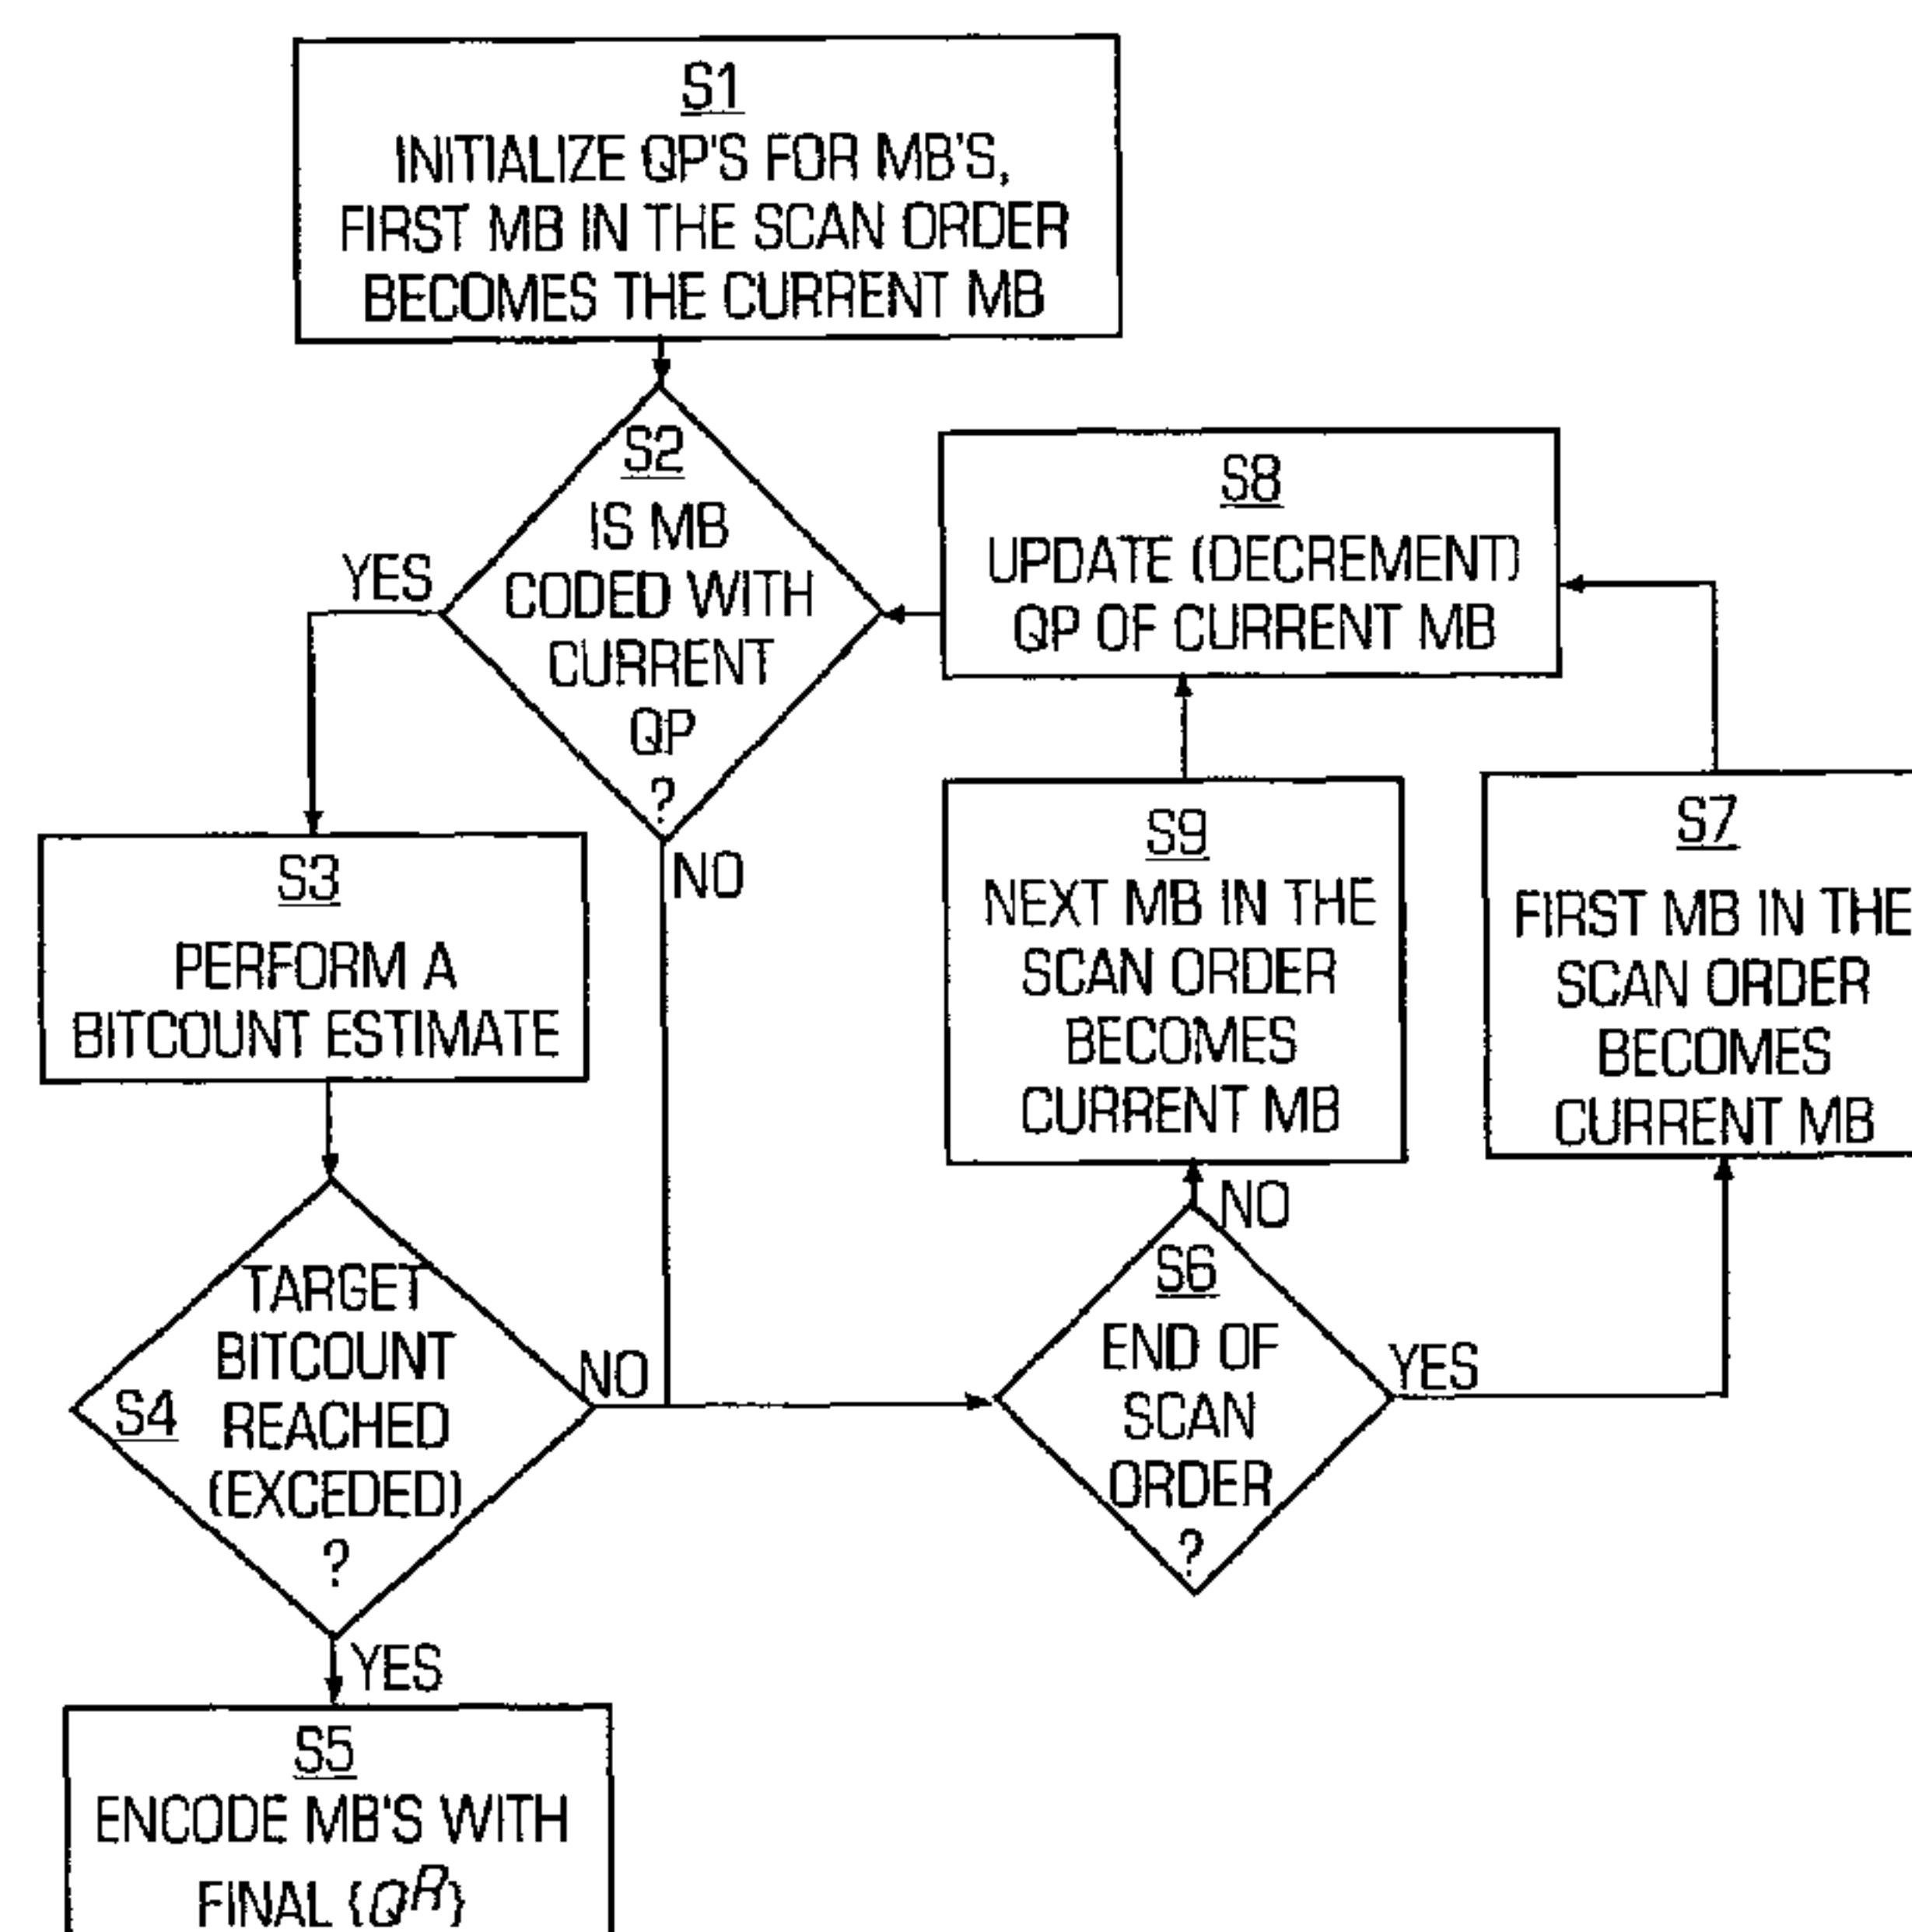 S1
INITIALIZE QP'S FOR MB'S,
FIRST MB IN THE SCAN ORDER
BECOMES THE CURRENT MB
S2
IS MB
CODED WITH
CURRENT
QP
?
YES
NO
S8
UPDATE (DECREMENT)
QP OF CURRENT MB
S3
PERFORM A
BITCOUNT ESTIMATE
S9
NEXT MB IN THE
SCAN ORDER
BECOMES
CURRENT MB
S7
FIRST MB IN THE
SCAN ORDER
BECOMES
CURRENT MB
S4
TARGET
BITCOUNT
REACHED
(EXCEDED)
?
NO
YES
S6
END OF
SCAN
ORDER
?
NO
YES
S5
ENCODE MB'S WITH
FINAL {Q^R}